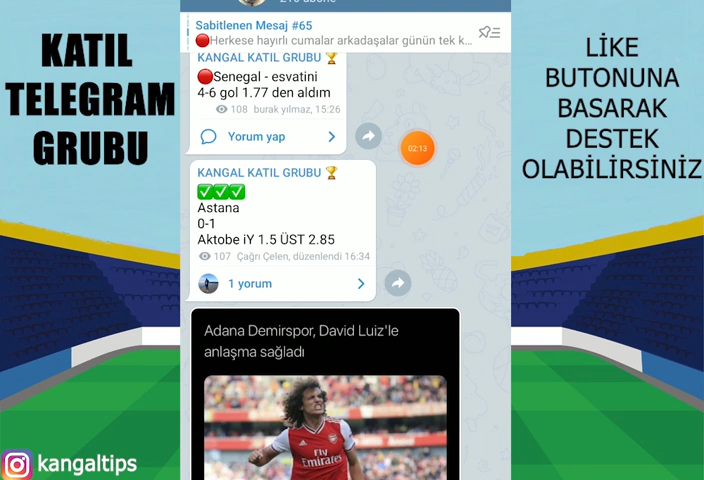 KATIL
TELEGRAM
GRUBU
Sabitlenen Mesaj #65
🔴Herkese hayırlı cumalar arkadaşalar günün tek k...
KANGAL KATIL GRUBU 🏆
🔴Senegal - esvatini
4-6 gol 1.77 den aldım
108 burak yılmaz, 15:26
Yorum yap
02:13
KANGAL KATIL GRUBU 🏆
✅✅✅
Astana
0-1
Aktobe iY 1.5 ÜST 2.85
107 Çağrı Çelen, düzenlendi 16:34
1 yorum
Adana Demirspor, David Luiz'le
anlaşma sağladı
Emirates
LİKE
BUTONUNA
BASARAK
DESTEK
OLABİLİRSİNİZ
kangaltips